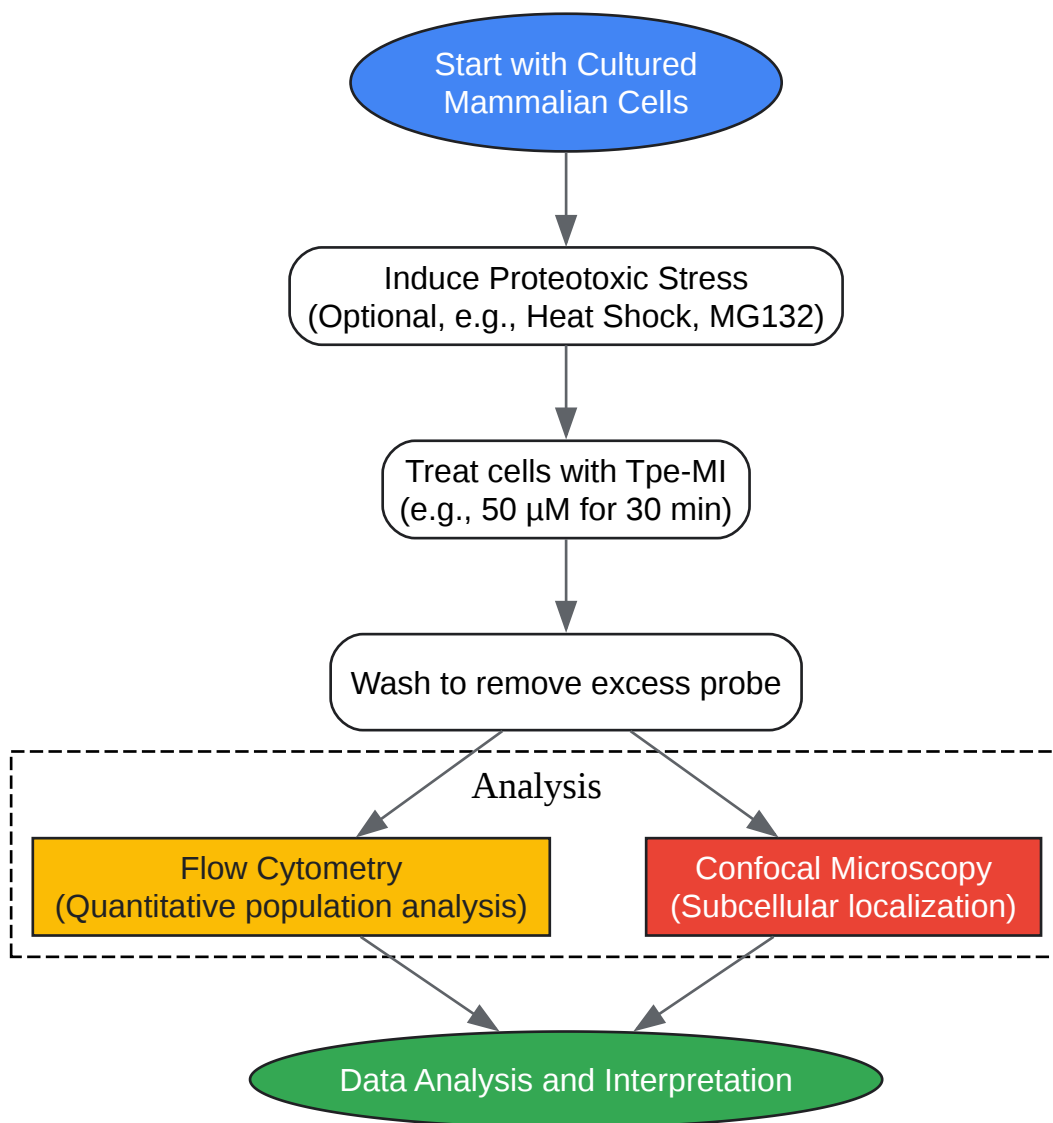 Start with Cultured
Mammalian Cells
Induce Proteotoxic Stress
(Optional, e.g., Heat Shock, MG132)
Treat cells with Tpe-MI
(e.g., 50 µM for 30 min)
Wash to remove excess probe
Analysis
Flow Cytometry
(Quantitative population analysis)
Confocal Microscopy
(Subcellular localization)
Data Analysis and Interpretation